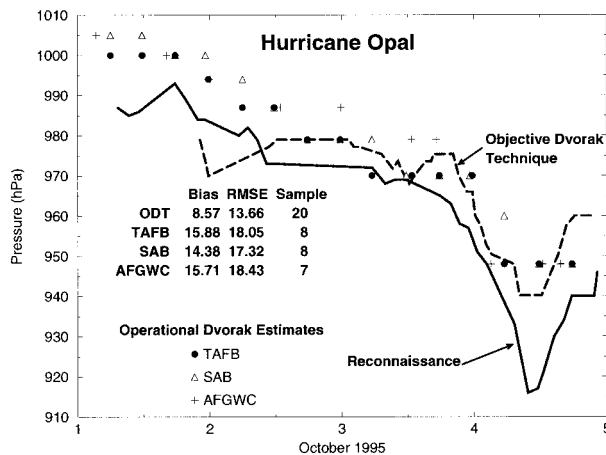 Hurricane Opal
1010
1000
990
980
970
960
950
940
930
920
910
Pressure (hPa)
Objective Dvorak
Technique
Bias RMSE Sample
ODT 8.57 13.66 20
TAFB 15.88 18.05 8
SAB 14.38 17.32 8
AFGWC 15.71 18.43 7
Operational Dvorak Estimates
TAFB
SAB
AFGWC
Reconnaissance
1 2 3 4 5
October 1995